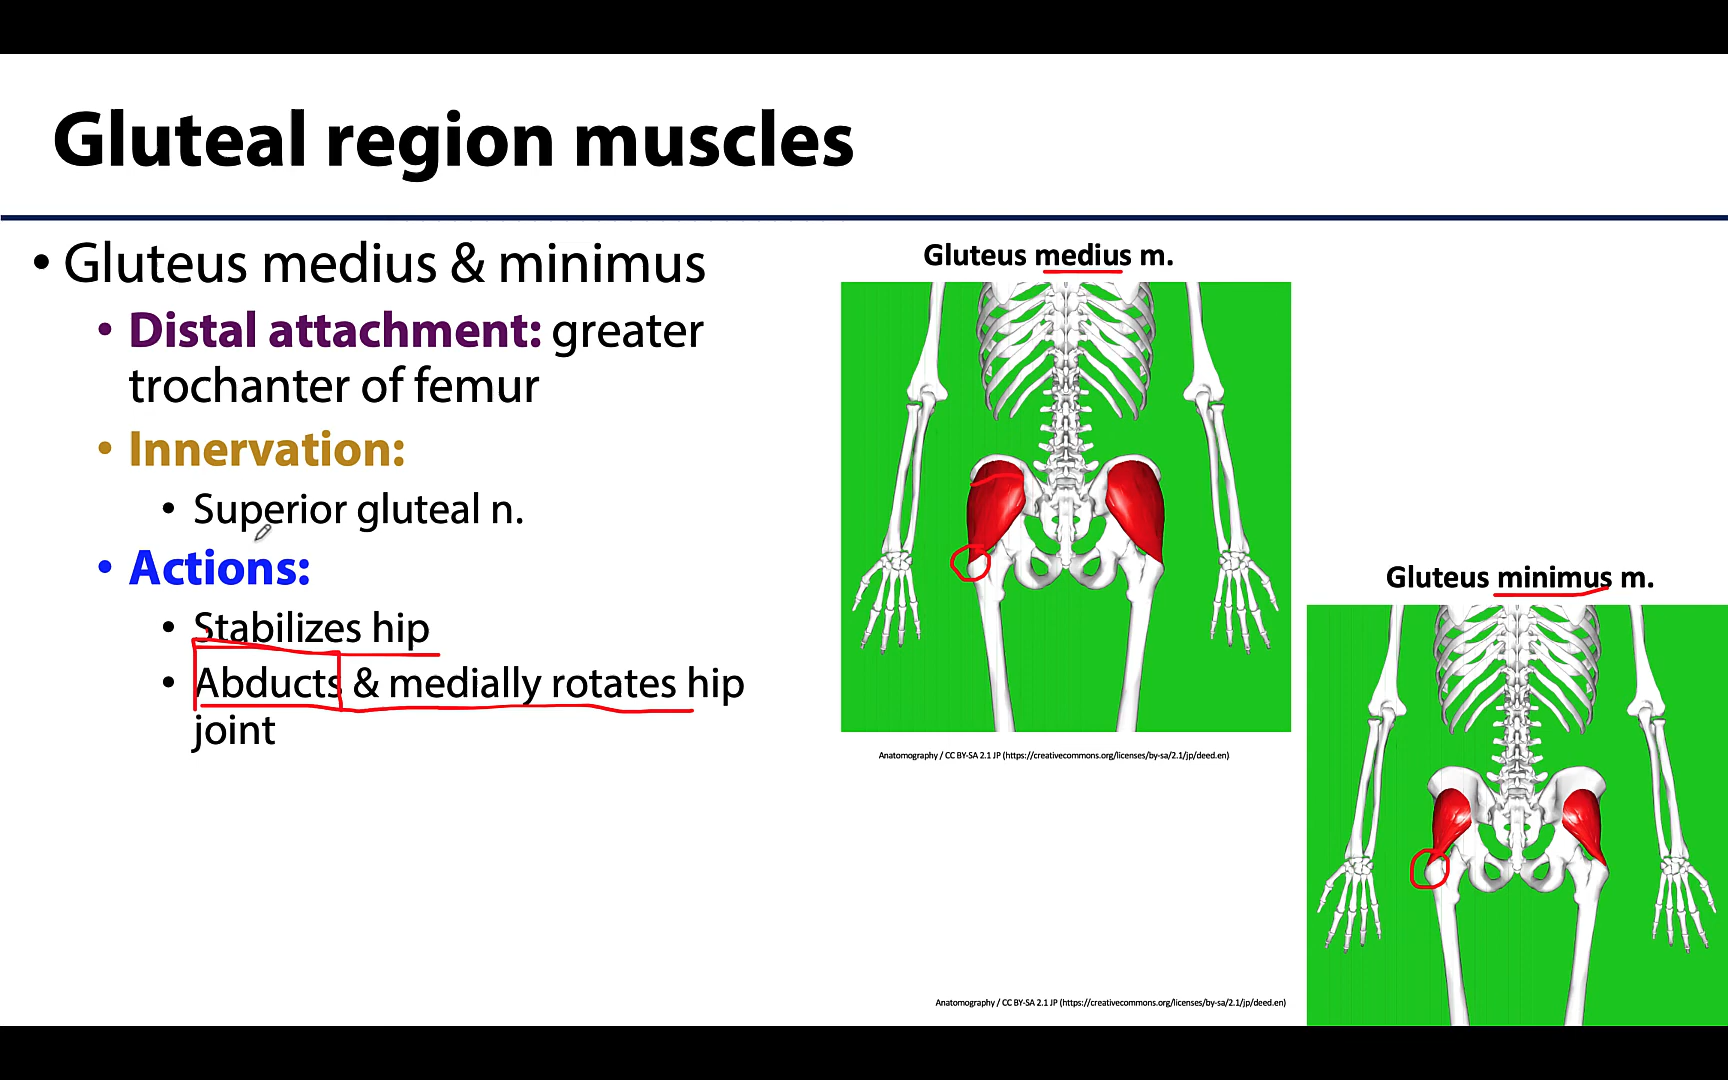 Gluteal region muscles
• Gluteus medius & minimus
• Distal attachment: greater
trochanter of femur
• Innervation:
• Superior gluteal n.
• Actions:
• Stabilizes hip
• Abducts & medially rotates hip
joint
Gluteus medius m.
Anatomography / CC BY-SA 2.1 JP (https://creativecommons.org/licenses/by-sa/2.1/jp/deed.en)
Gluteus minimus m.
Anatomography / CC BY-SA 2.1 JP (https://creativecommons.org/licenses/by-sa/2.1/jp/deed.en)